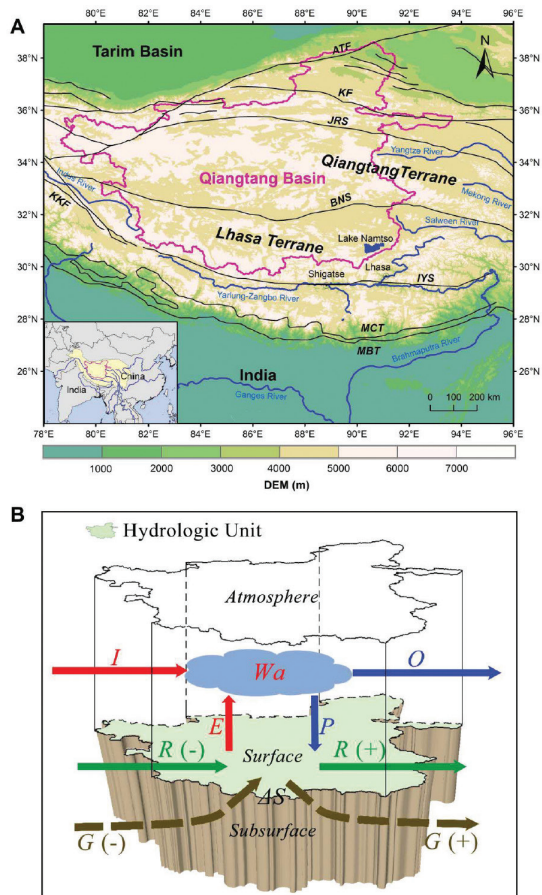 A
80°E 82°E 84°E 86°E 88°E 90°E 92°E 94°E
38°N
36°N
34°N
32°N
30°N
28°N
26°N
Tarim Basin
N
ATF
KF
JRS
Yangtze River
Qiangtang Terrane
Qiangtang Basin
Mekong River
Indus River
BNS
Salween River
KKF
Lhasa Terrane
Lake Namtso
Shigatse
Lhasa
IYS
Yarlung-Zangbo River
MCT
MBT
Brahmaputra River
India
Ganges River
China
India
0 100 200 km
38°N
36°N
34°N
32°N
30°N
28°N
26°N
78°E 80°E 82°E 84°E 86°E 88°E 90°E 92°E 94°E 96°E
1000 2000 3000 4000 5000 6000 7000
DEM (m)
B
Hydrologic Unit
Atmosphere
I
Wa
O
E
P
R (-)
Surface
R (+)
ΔS
Subsurface
G (-)
G (+)